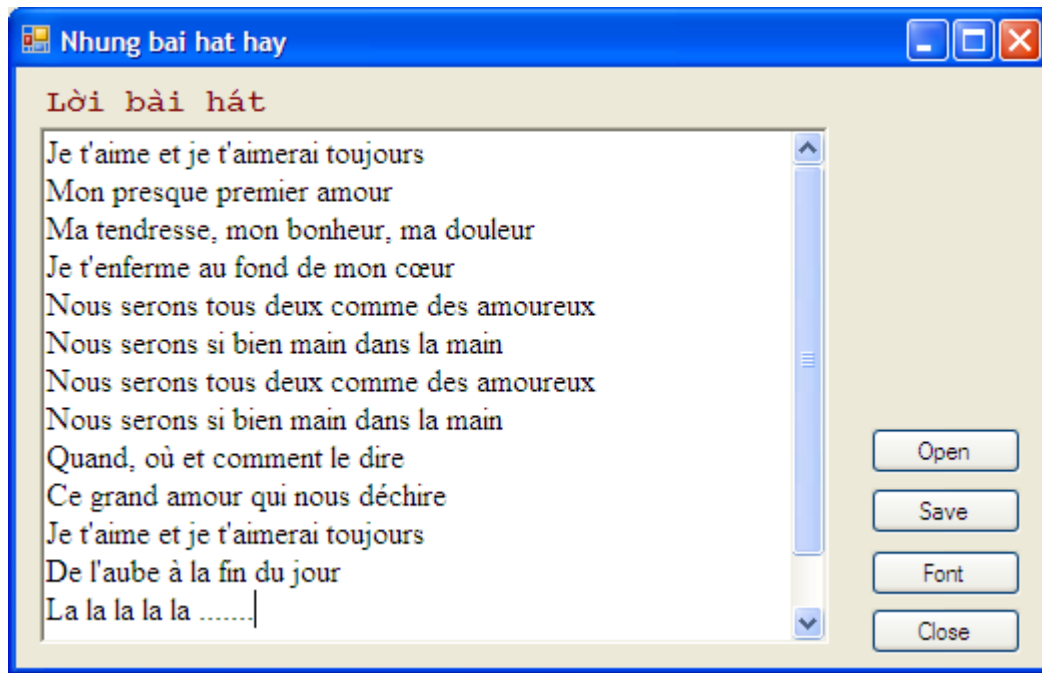 Nhung bai hat hay
Lời bài hát
Je t'aime et je t'aimerai toujours
Mon presque premier amour
Ma tendresse, mon bonheur, ma douleur
Je t'enferme au fond de mon cœur
Nous serons tous deux comme des amoureux
Nous serons si bien main dans la main
Nous serons tous deux comme des amoureux
Nous serons si bien main dans la main
Quand, où et comment le dire
Ce grand amour qui nous déchire
Je t'aime et je t'aimerai toujours
De l'aube à la fin du jour
La la la la la .......
Open
Save
Font
Close